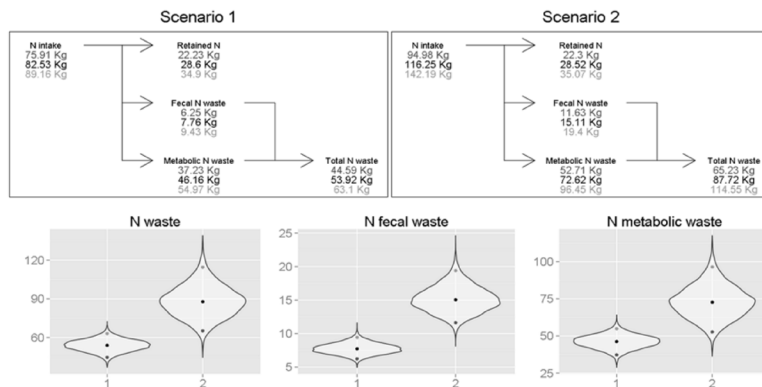 Scenario 1
Scenario 2
N intake
75.91 Kg
82.53 Kg
89.16 Kg
Retained N
22.23 Kg
28.6 Kg
34.9 Kg
Fecal N waste
6.25 Kg
7.76 Kg
9.43 Kg
Metabolic N waste
37.23 Kg
46.16 Kg
54.97 Kg
Total N waste
44.59 Kg
53.92 Kg
63.1 Kg
N intake
94.98 Kg
116.25 Kg
142.19 Kg
Retained N
22.3 Kg
28.52 Kg
35.07 Kg
Fecal N waste
11.63 Kg
15.11 Kg
19.4 Kg
Metabolic N waste
52.71 Kg
72.62 Kg
96.45 Kg
Total N waste
65.23 Kg
87.72 Kg
114.55 Kg
N waste
120
90
60
1 2
N fecal waste
25
20
15
10
5
1 2
N metabolic waste
100
75
50
25
1 2